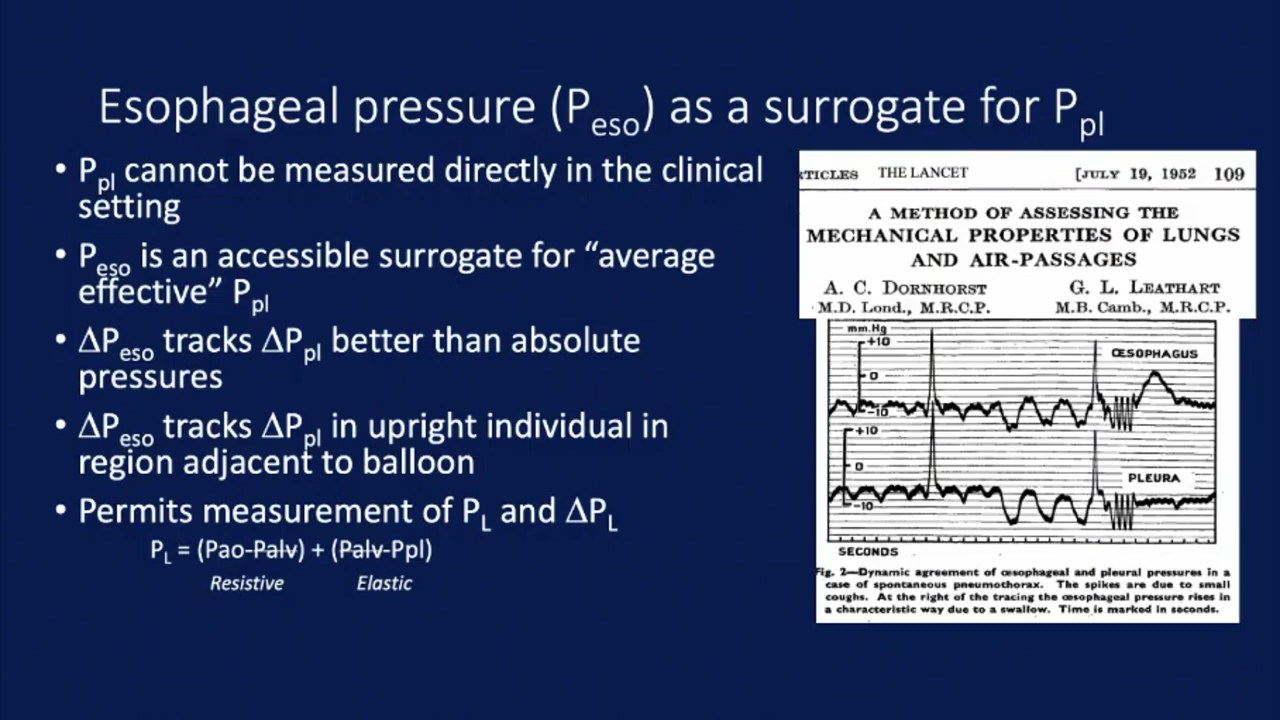 Esophageal pressure (Peso) as a surrogate for Ppl
• Ppl cannot be measured directly in the clinical
setting
• Peso is an accessible surrogate for “average
effective” Ppl
• ΔPeso tracks ΔPpl better than absolute
pressures
• ΔPeso tracks ΔPpl in upright individual in
region adjacent to balloon
• Permits measurement of PL and ΔPL
PL = (Pao-Palv) + (Palv-Ppl)
Resistive Elastic
RTICLES THE LANCET [JULY 19, 1952 109
A METHOD OF ASSESSING THE
MECHANICAL PROPERTIES OF LUNGS
AND AIR-PASSAGES
A. C. DORNHORST G. L. LEATHART
M.D. Lond., M.R.C.P. M.B. Camb., M.R.C.P.
mm.Hg
+10
ŒSOPHAGUS
0
-10
+10
0
PLEURA
-10
SECONDS
Fig. 2—Dynamic agreement of œsophageal and pleural pressures in a
case of spontaneous pneumothorax. The spikes are due to small
coughs. At the right of the tracing the œsophageal pressure rises in
a characteristic way due to a swallow. Time is marked in seconds.